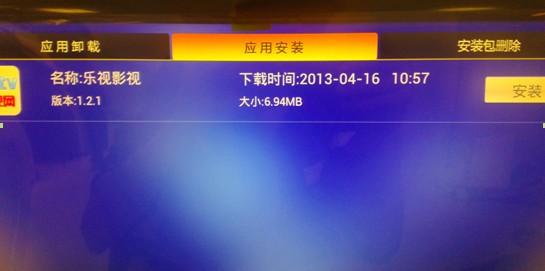 应用卸载
应用安装
安装包删除
名称:乐视影视
下载时间:2013-04-16 10:57
安装
版本:1.2.1
大小:6.94MB